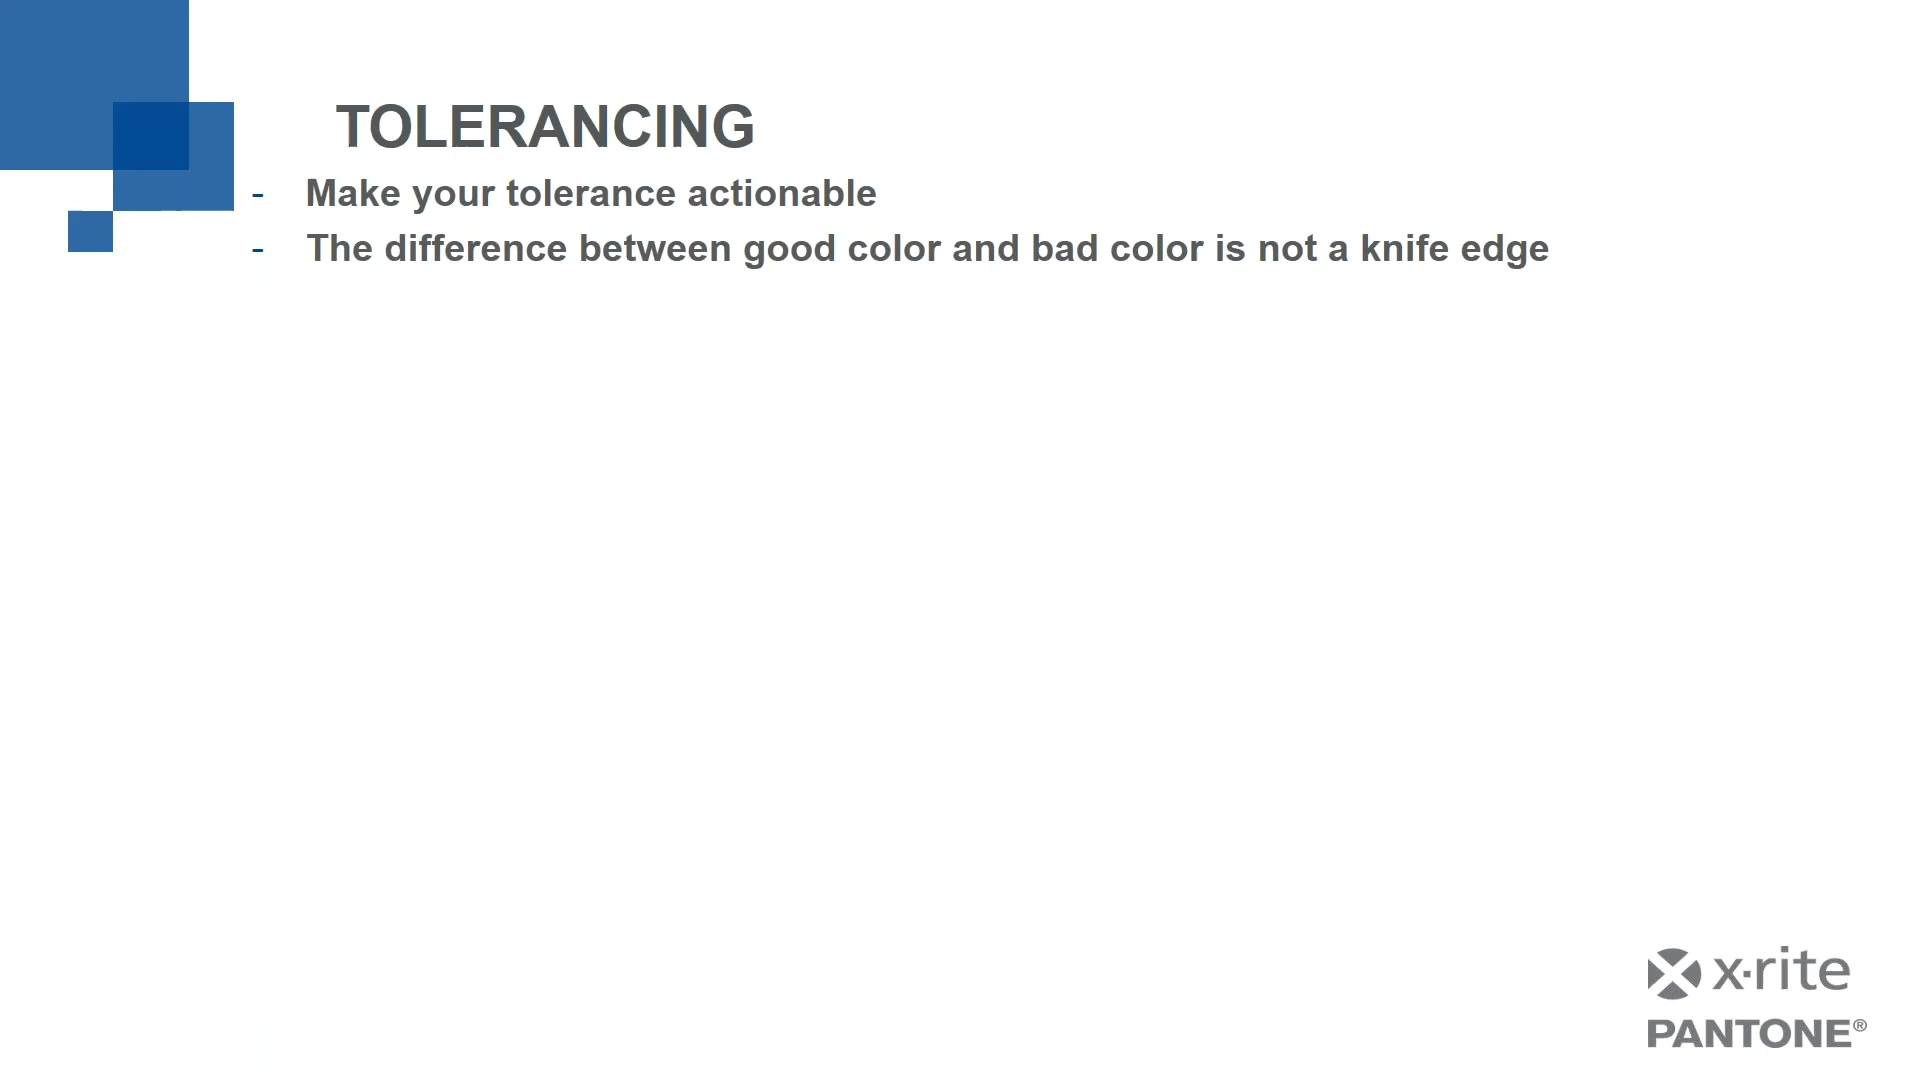 TOLERANCING
- Make your tolerance actionable
- The difference between good color and bad color is not a knife edge
x·rite
PANTONE®